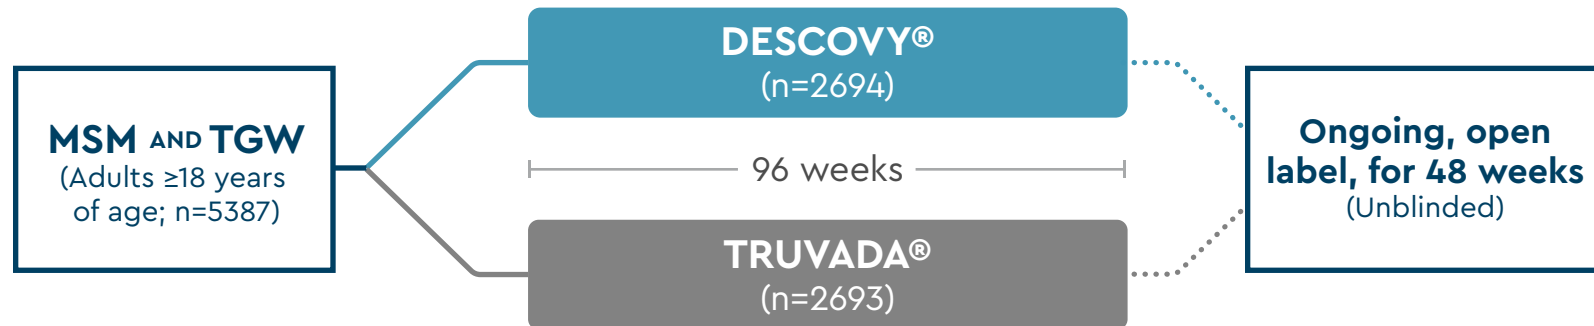 MSM AND TGW
(Adults ≥18 years
of age; n=5387)
DESCOVY®
(n=2694)
96 weeks
TRUVADA®
(n=2693)
Ongoing, open
label, for 48 weeks
(Unblinded)